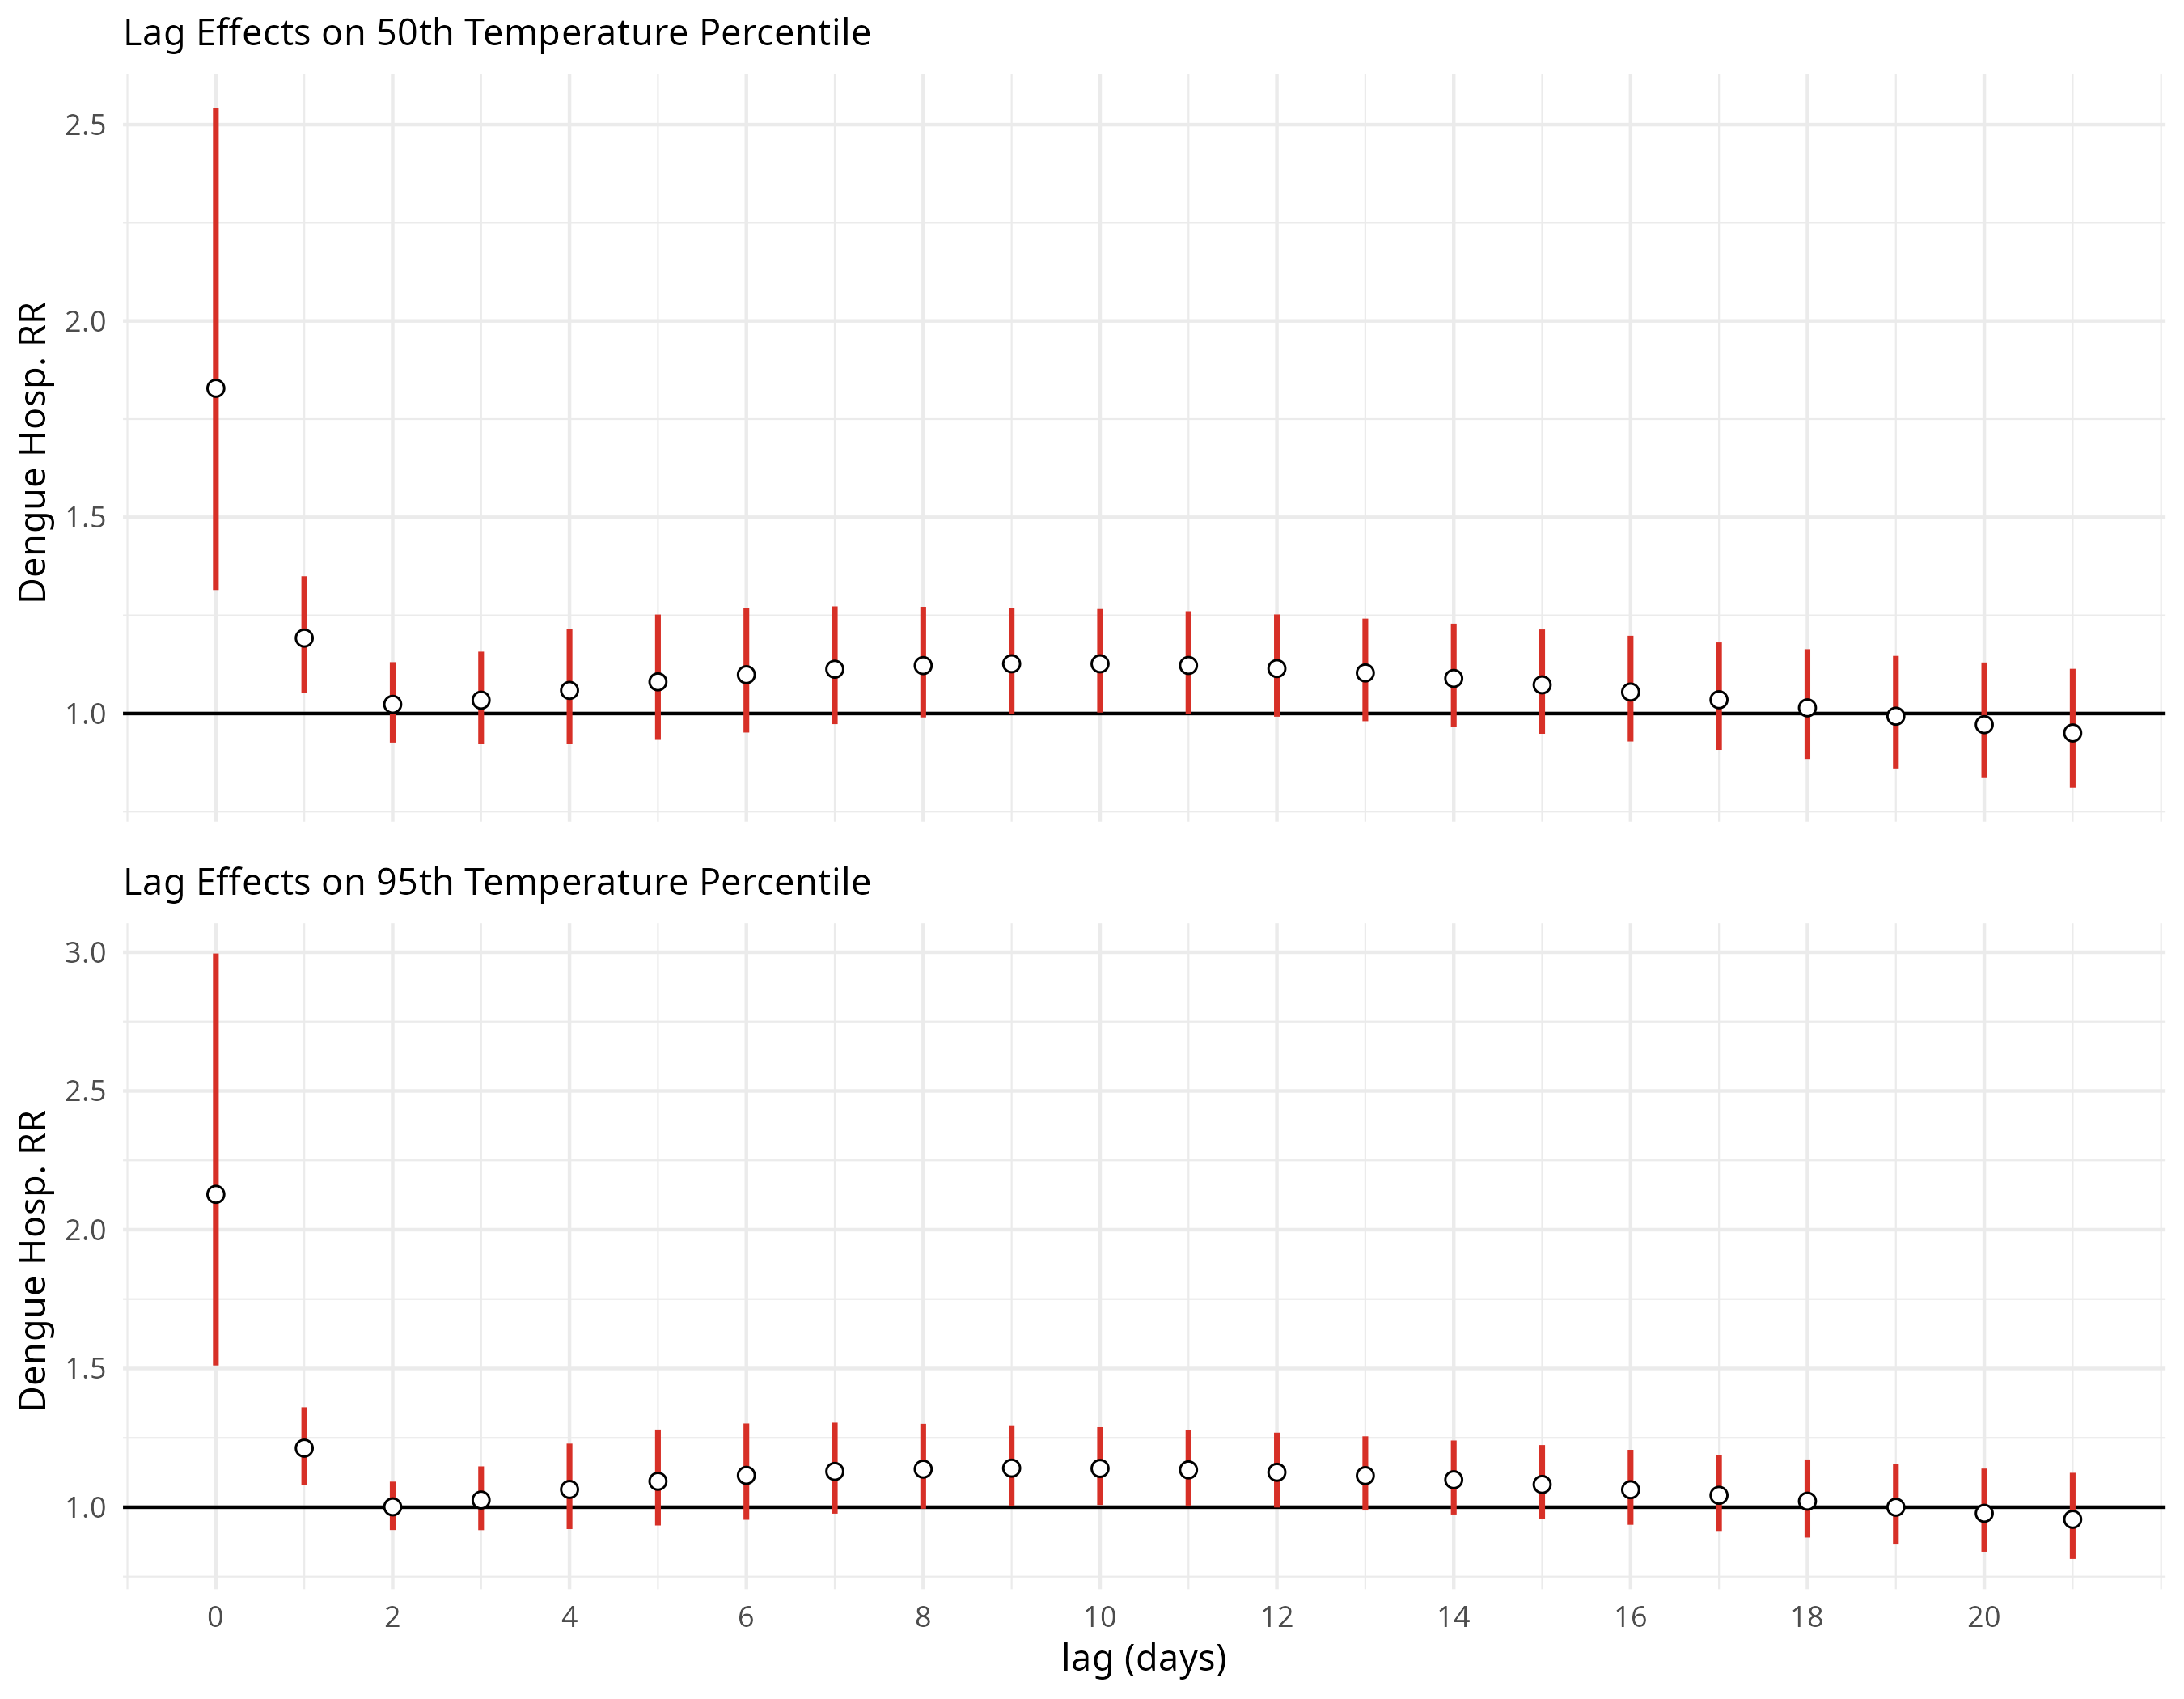 Lag Effects on 50th Temperature Percentile
Dengue Hosp. RR
2.5
2.0
1.5
1.0
Lag Effects on 95th Temperature Percentile
Dengue Hosp. RR
3.0
2.5
2.0
1.5
1.0
0 2 4 6 8 10 12 14 16 18 20
lag (days)